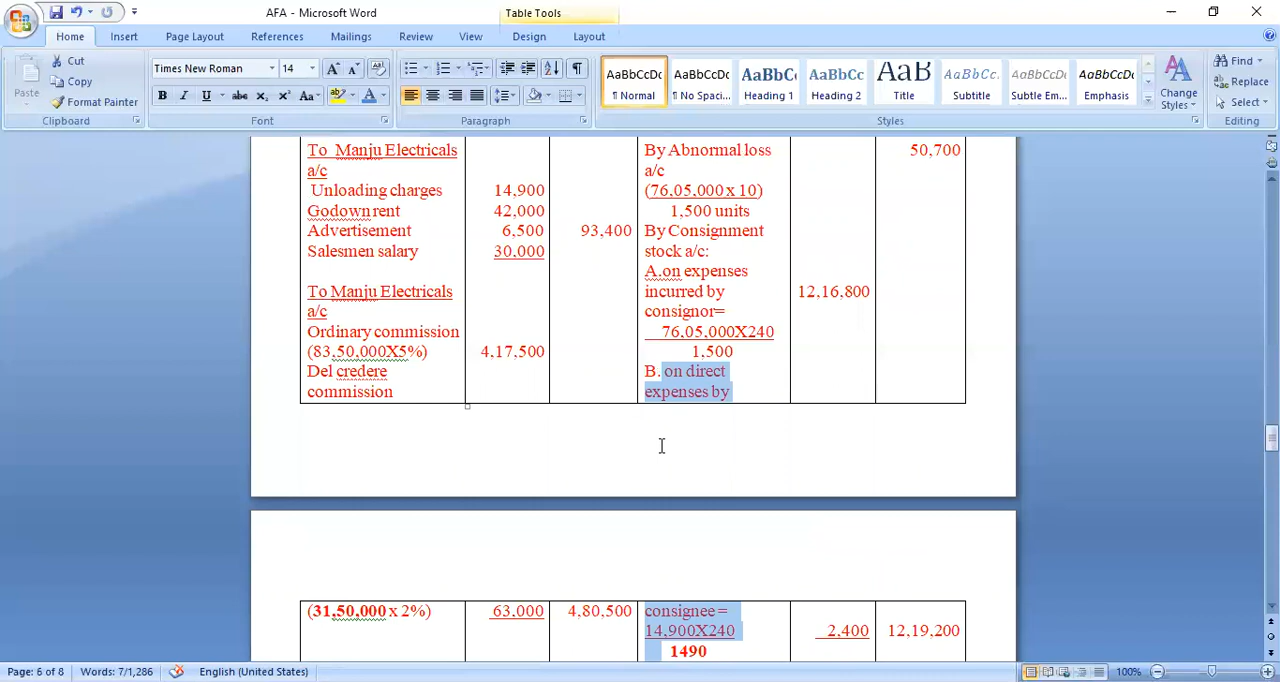 AFA - Microsoft Word
Table Tools
Home
Insert
Page Layout
References
Mailings
Review
View
Design
Layout
Paste
Cut
Copy
Format Painter
Clipboard
Times New Roman
14
Font
Paragraph
AaBbCcDc
¶ Normal
AaBbCcDc
¶ No Spaci...
AaBbC
Heading 1
AaBbCc
Heading 2
AaB
Title
AaBbCc.
Subtitle
AaBbCcDc
Subtle Em...
AaBbCcDc
Emphasis
Change
Styles
Styles
Find
Replace
Select
Editing
To Manju Electricals
a/c
Unloading charges 14,900
Godown rent 42,000
Advertisement 6,500 93,400
Salesmen salary 30,000
To Manju Electricals
a/c
Ordinary commission
(83,50,000X5%) 4,17,500
Del credere
commission
By Abnormal loss 50,700
a/c
(76,05,000 x 10)
1,500 units
By Consignment
stock a/c:
A.on expenses
incurred by 12,16,800
consignor=
76,05,000X240
1,500
B. on direct
expenses by
(31,50,000 x 2%) 63,000 4,80,500
consignee =
14,900X240 2,400 12,19,200
1490
Page: 6 of 8
Words: 7/1,286
English (United States)
100%